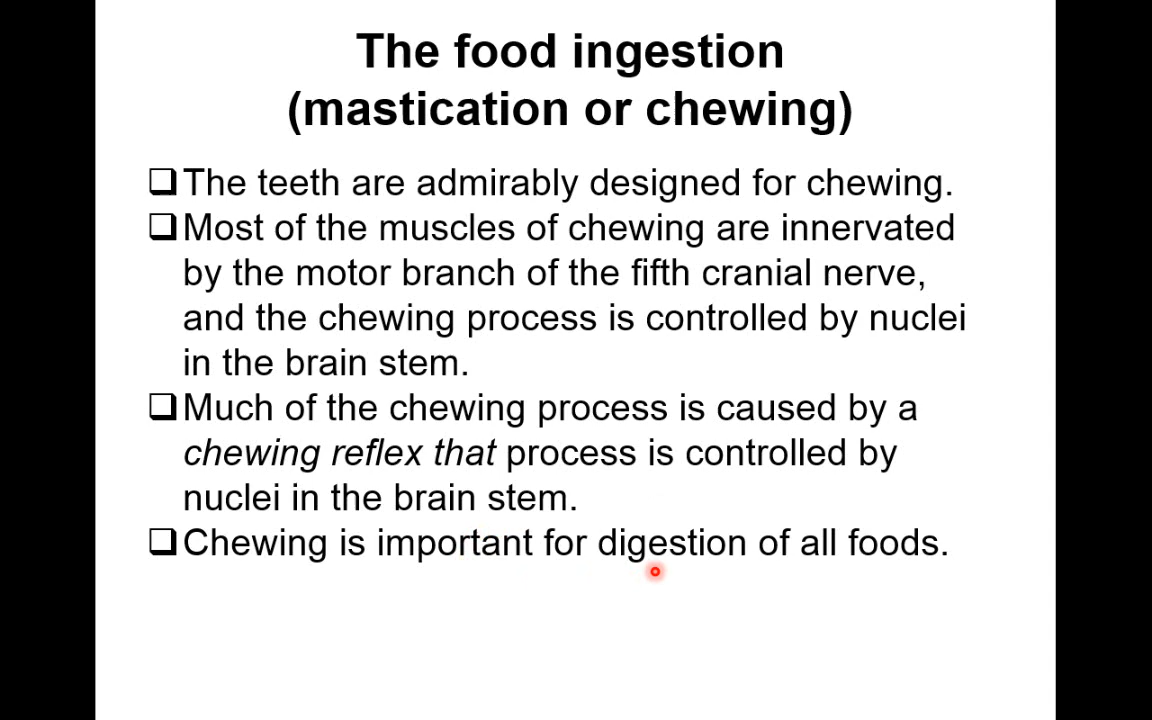 The food ingestion
(mastication or chewing)
❑The teeth are admirably designed for chewing.
❑Most of the muscles of chewing are innervated
by the motor branch of the fifth cranial nerve,
and the chewing process is controlled by nuclei
in the brain stem.
❑Much of the chewing process is caused by a
chewing reflex that process is controlled by
nuclei in the brain stem.
❑Chewing is important for digestion of all foods.